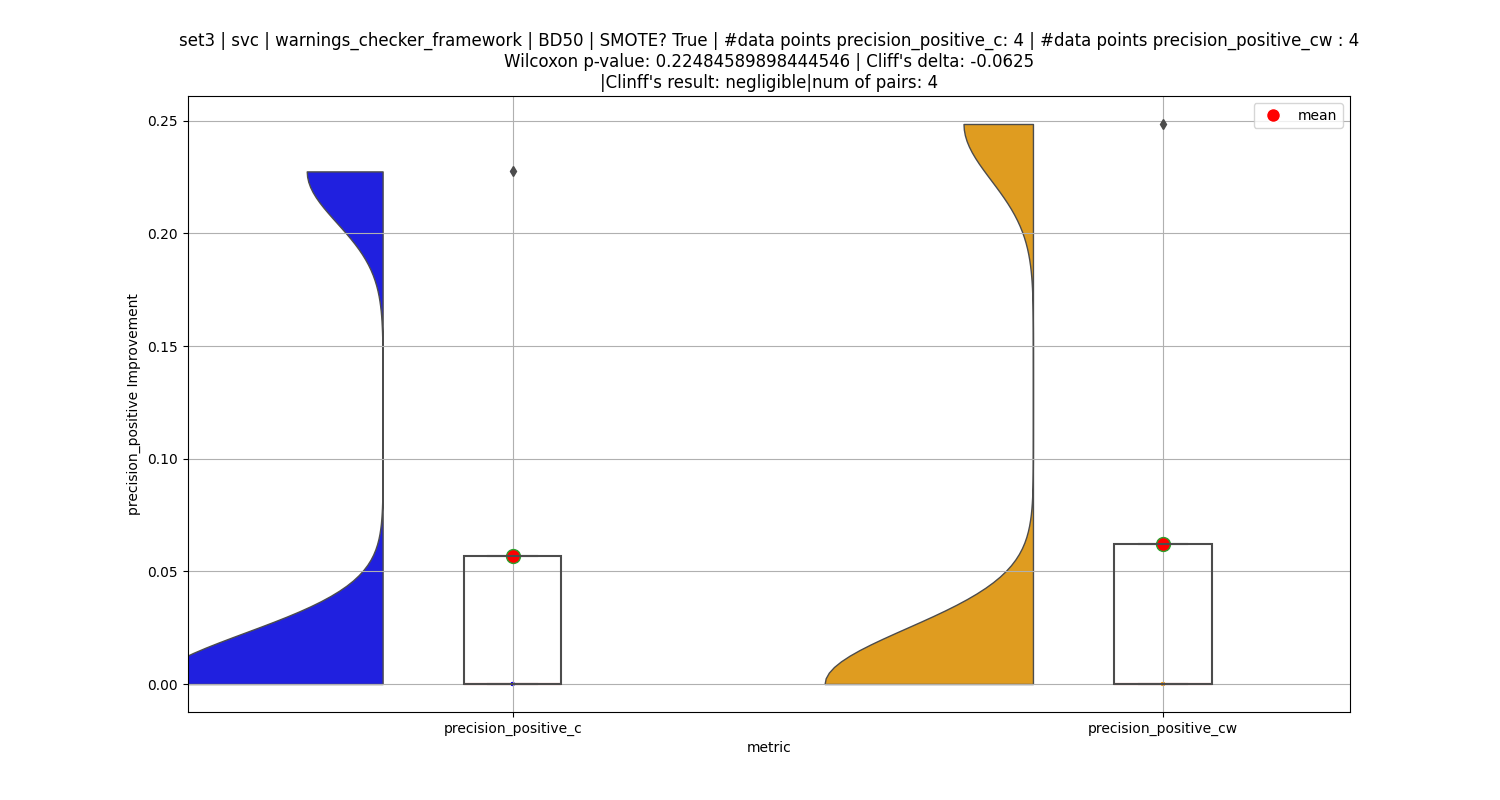 set3 | svc | warnings_checker_framework | BD50 | SMOTE? True | #data points precision_positive_c: 4 | #data points precision_positive_cw : 4
Wilcoxon p-value: 0.22484589898444546 | Cliff's delta: -0.0625
|Clinff's result: negligible|num of pairs: 4
mean
0.25
0.20
0.15
0.10
0.05
0.00
precision_positive Improvement
precision_positive_c
precision_positive_cw
metric